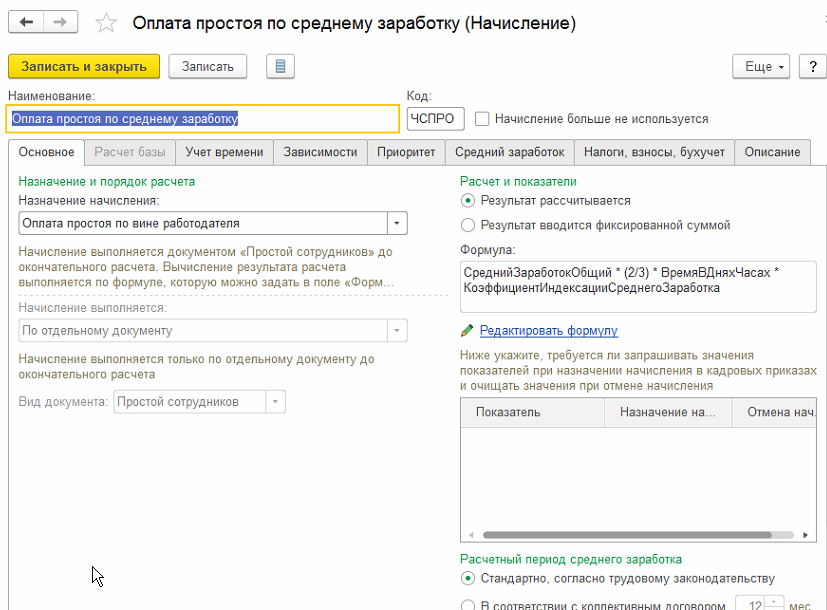 Оплата простоя по среднему заработку (Начисление)
Записать и закрыть
Записать
Еще
?
Наименование:
Код:
Оплата простоя по среднему заработку
ЧСПРО
Начисление больше не используется
Основное
Расчет базы
Учет времени
Зависимости
Приоритет
Средний заработок
Налоги, взносы, бухучет
Описание
Назначение и порядок расчета
Назначение начисления:
Оплата простоя по вине работодателя
Начисление выполняется документом «Простой сотрудников» до
окончательного расчета. Вычисление результата расчета
выполняется по формуле, которую можно задать в поле «Форм...
Начисление выполняется:
По отдельному документу
Начисление выполняется только по отдельному документу до
окончательного расчета
Вид документа:
Простой сотрудников
Расчет и показатели
Результат рассчитывается
Результат вводится фиксированной суммой
Формула:
СреднийЗаработокОбщий * (2/3) * ВремяВДняхЧасах *
КоэффициентИндексацииСреднегоЗаработка
Редактировать формулу
Ниже укажите, требуется ли запрашивать значения
показателей при назначении начисления в кадровых приказах
и очищать значения при отмене начисления
Показатель
Назначение на...
Отмена нач.
Расчетный период среднего заработка
Стандартно, согласно трудовому законодательству
В соответствии с коллективным договором
12
мес